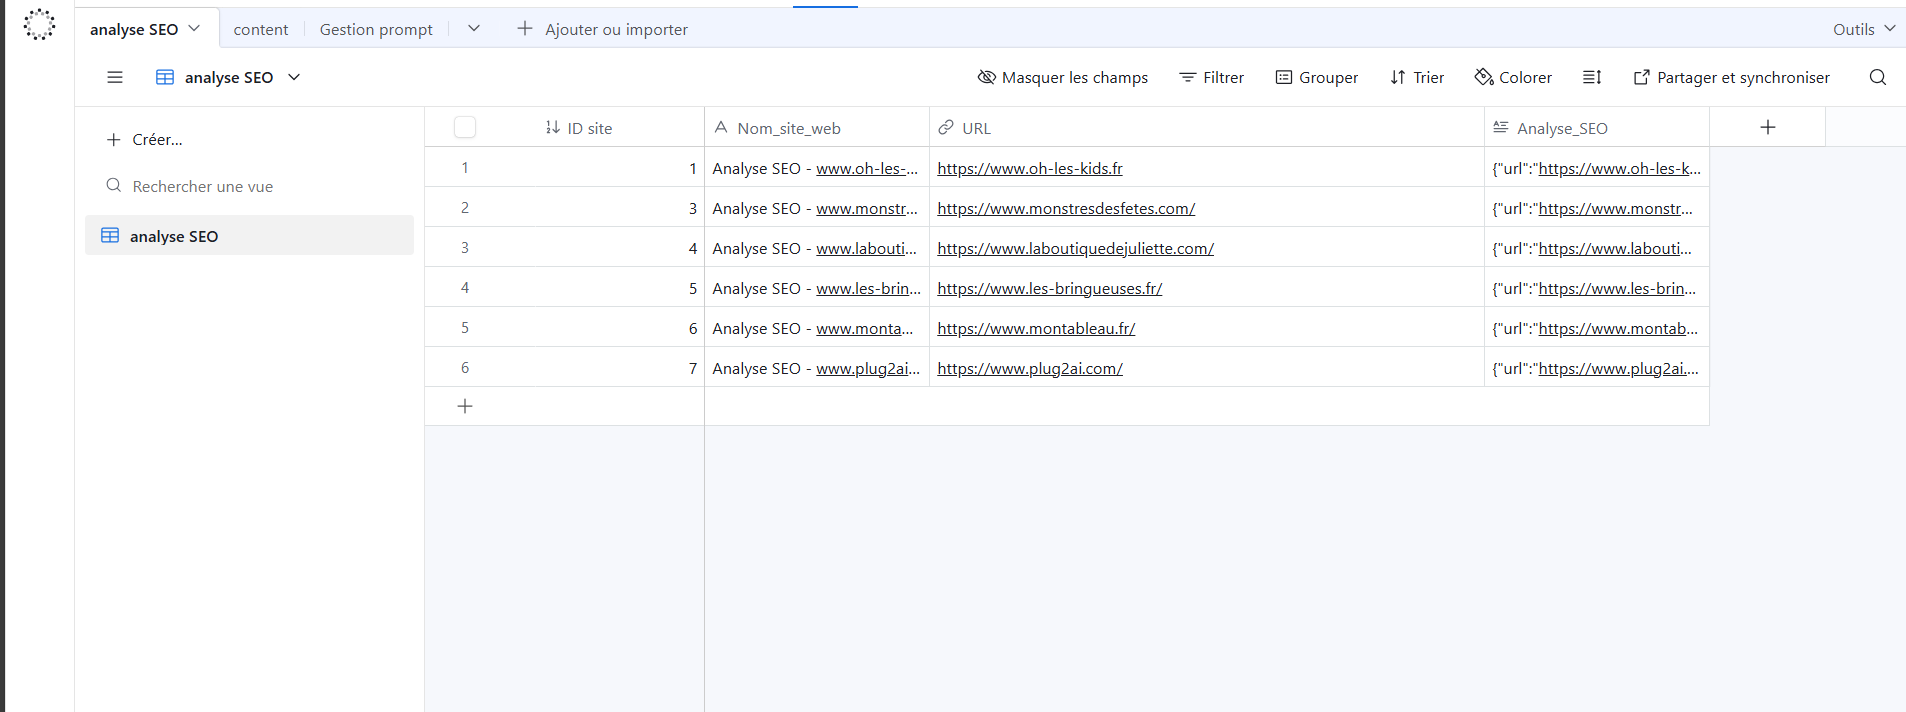 analyse SEO content Gestion prompt Ajouter ou importer Outils
analyse SEO Masquer les champs Filtrer Grouper Trier Colorer Partager et synchroniser
Créer...
Rechercher une vue
analyse SEO
ID site Nom_site_web URL Analyse_SEO
1 1 Analyse SEO - www.oh-les-... https://www.oh-les-kids.fr {"url":"https://www.oh-les-k...
2 3 Analyse SEO - www.monstr... https://www.monstresdesfetes.com/ {"url":"https://www.monstr...
3 4 Analyse SEO - www.labouti... https://www.laboutiquedejuliette.com/ {"url":"https://www.labouti...
4 5 Analyse SEO - www.les-brin... https://www.les-bringueuses.fr/ {"url":"https://www.les-brin...
5 6 Analyse SEO - www.monta... https://www.montableau.fr/ {"url":"https://www.montab...
6 7 Analyse SEO - www.plug2ai... https://www.plug2ai.com/ {"url":"https://www.plug2ai....